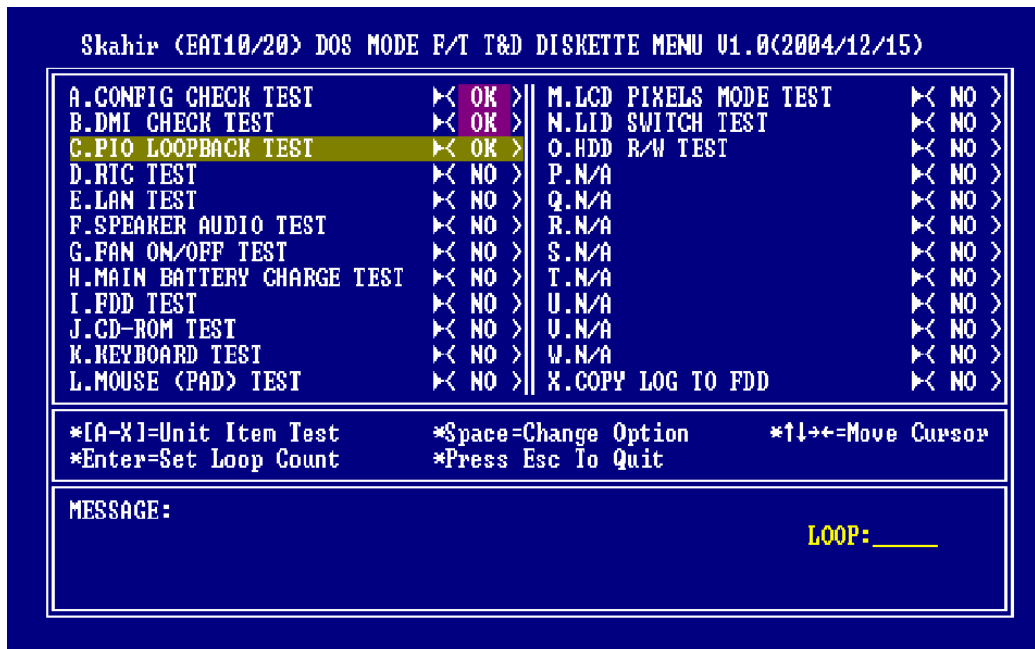 Skahir (EAT10/20) DOS MODE F/T T&D DISKETTE MENU V1.0(2004/12/15)
A.CONFIG CHECK TEST ►< OK > M.LCD PIXELS MODE TEST ►< NO >
B.DMI CHECK TEST ►< OK > N.LID SWITCH TEST ►< NO >
C.PIO LOOPBACK TEST ►< OK > O.HDD R/W TEST ►< NO >
D.RTC TEST ►< NO > P.N/A ►< NO >
E.LAN TEST ►< NO > Q.N/A ►< NO >
F.SPEAKER AUDIO TEST ►< NO > R.N/A ►< NO >
G.FAN ON/OFF TEST ►< NO > S.N/A ►< NO >
H.MAIN BATTERY CHARGE TEST ►< NO > T.N/A ►< NO >
I.FDD TEST ►< NO > U.N/A ►< NO >
J.CD-ROM TEST ►< NO > V.N/A ►< NO >
K.KEYBOARD TEST ►< NO > W.N/A ►< NO >
L.MOUSE (PAD) TEST ►< NO > X.COPY LOG TO FDD ►< NO >
*[A-X]=Unit Item Test *Space=Change Option *↑↓→←=Move Cursor
*Enter=Set Loop Count *Press Esc To Quit
MESSAGE:
LOOP:_____